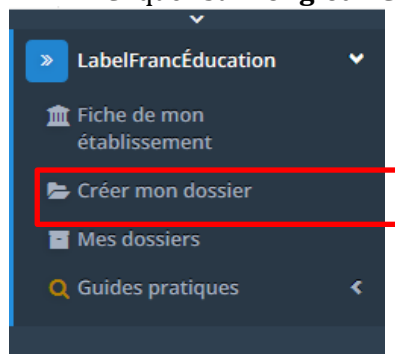 LabelFrancÉducation
Fiche de mon
établissement
Créer mon dossier
Mes dossiers
Guides pratiques